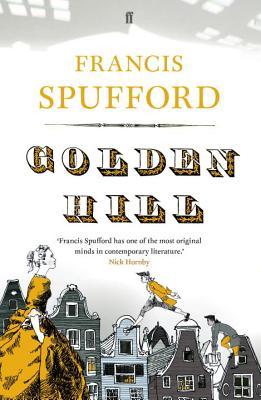 ff
FRANCIS
SPUFFORD
GOLDEN
HILL
‘Francis Spufford has one of the most original
minds in contemporary literature.’
Nick Hornby